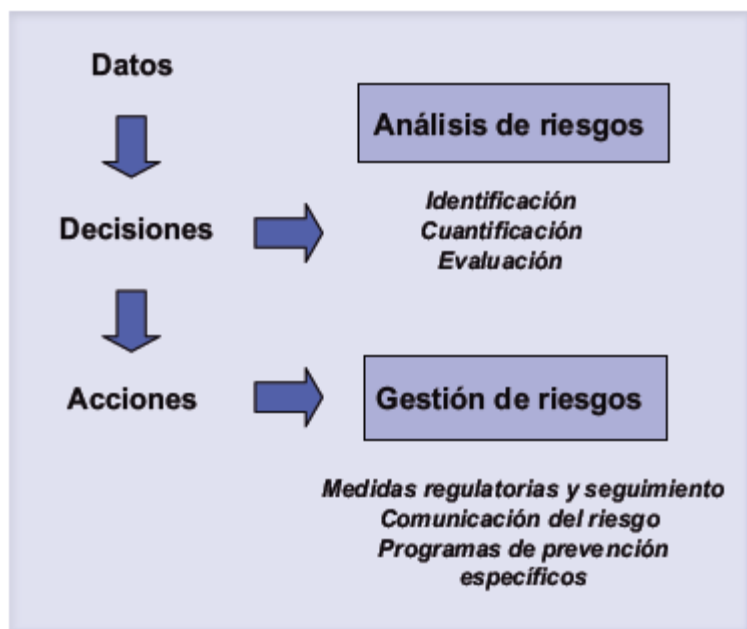 Datos
Análisis de riesgos
Identificación
Decisiones
Cuantificación
Evaluación
Acciones
Gestión de riesgos
Medidas regulatorias y seguimiento
Comunicación del riesgo
Programas de prevención
específicos